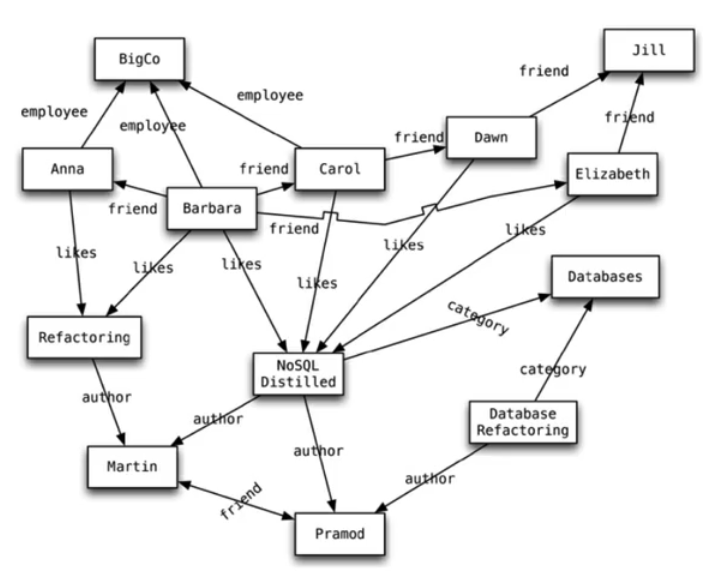 Jill
BigCo
friend
employee
employee
employee
friend
friend
Dawn
Anna
friend
Carol
Elizabeth
friend
Barbara
friend
likes
likes
likes
likes
likes
likes
Databases
category
Refactoring
NoSQL
Distilled
category
author
author
Database
Refactoring
author
Martin
author
friend
Pramod